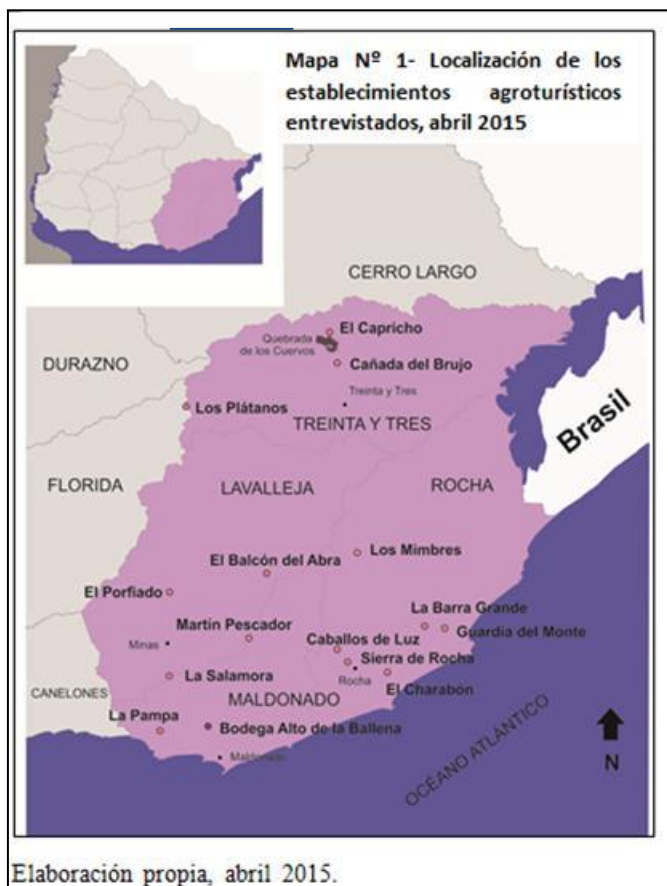 Mapa Nº 1- Localización de los
establecimientos agroturísticos
entrevistados, abril 2015
CERRO LARGO
El Capricho
Quebrada
de los Cuervos
DURAZNO
Cañada del Brujo
Treinta y Tres
Los Plátanos
TREINTA Y TRES
Brasil
FLORIDA
LAVALLEJA
ROCHA
Los Mimbres
El Balcón del Abra
El Porfiado
La Barra Grande
Martín Pescador
Guardia del Monte
Minas
Caballos de Luz
Sierra de Rocha
La Salamora
Rocha
CANELONES
El Charabón
MALDONADO
La Pampa
Bodega Alto de la Ballena
OCÉANO ATLÁNTICO
Maldonado
N
Elaboración propia, abril 2015.